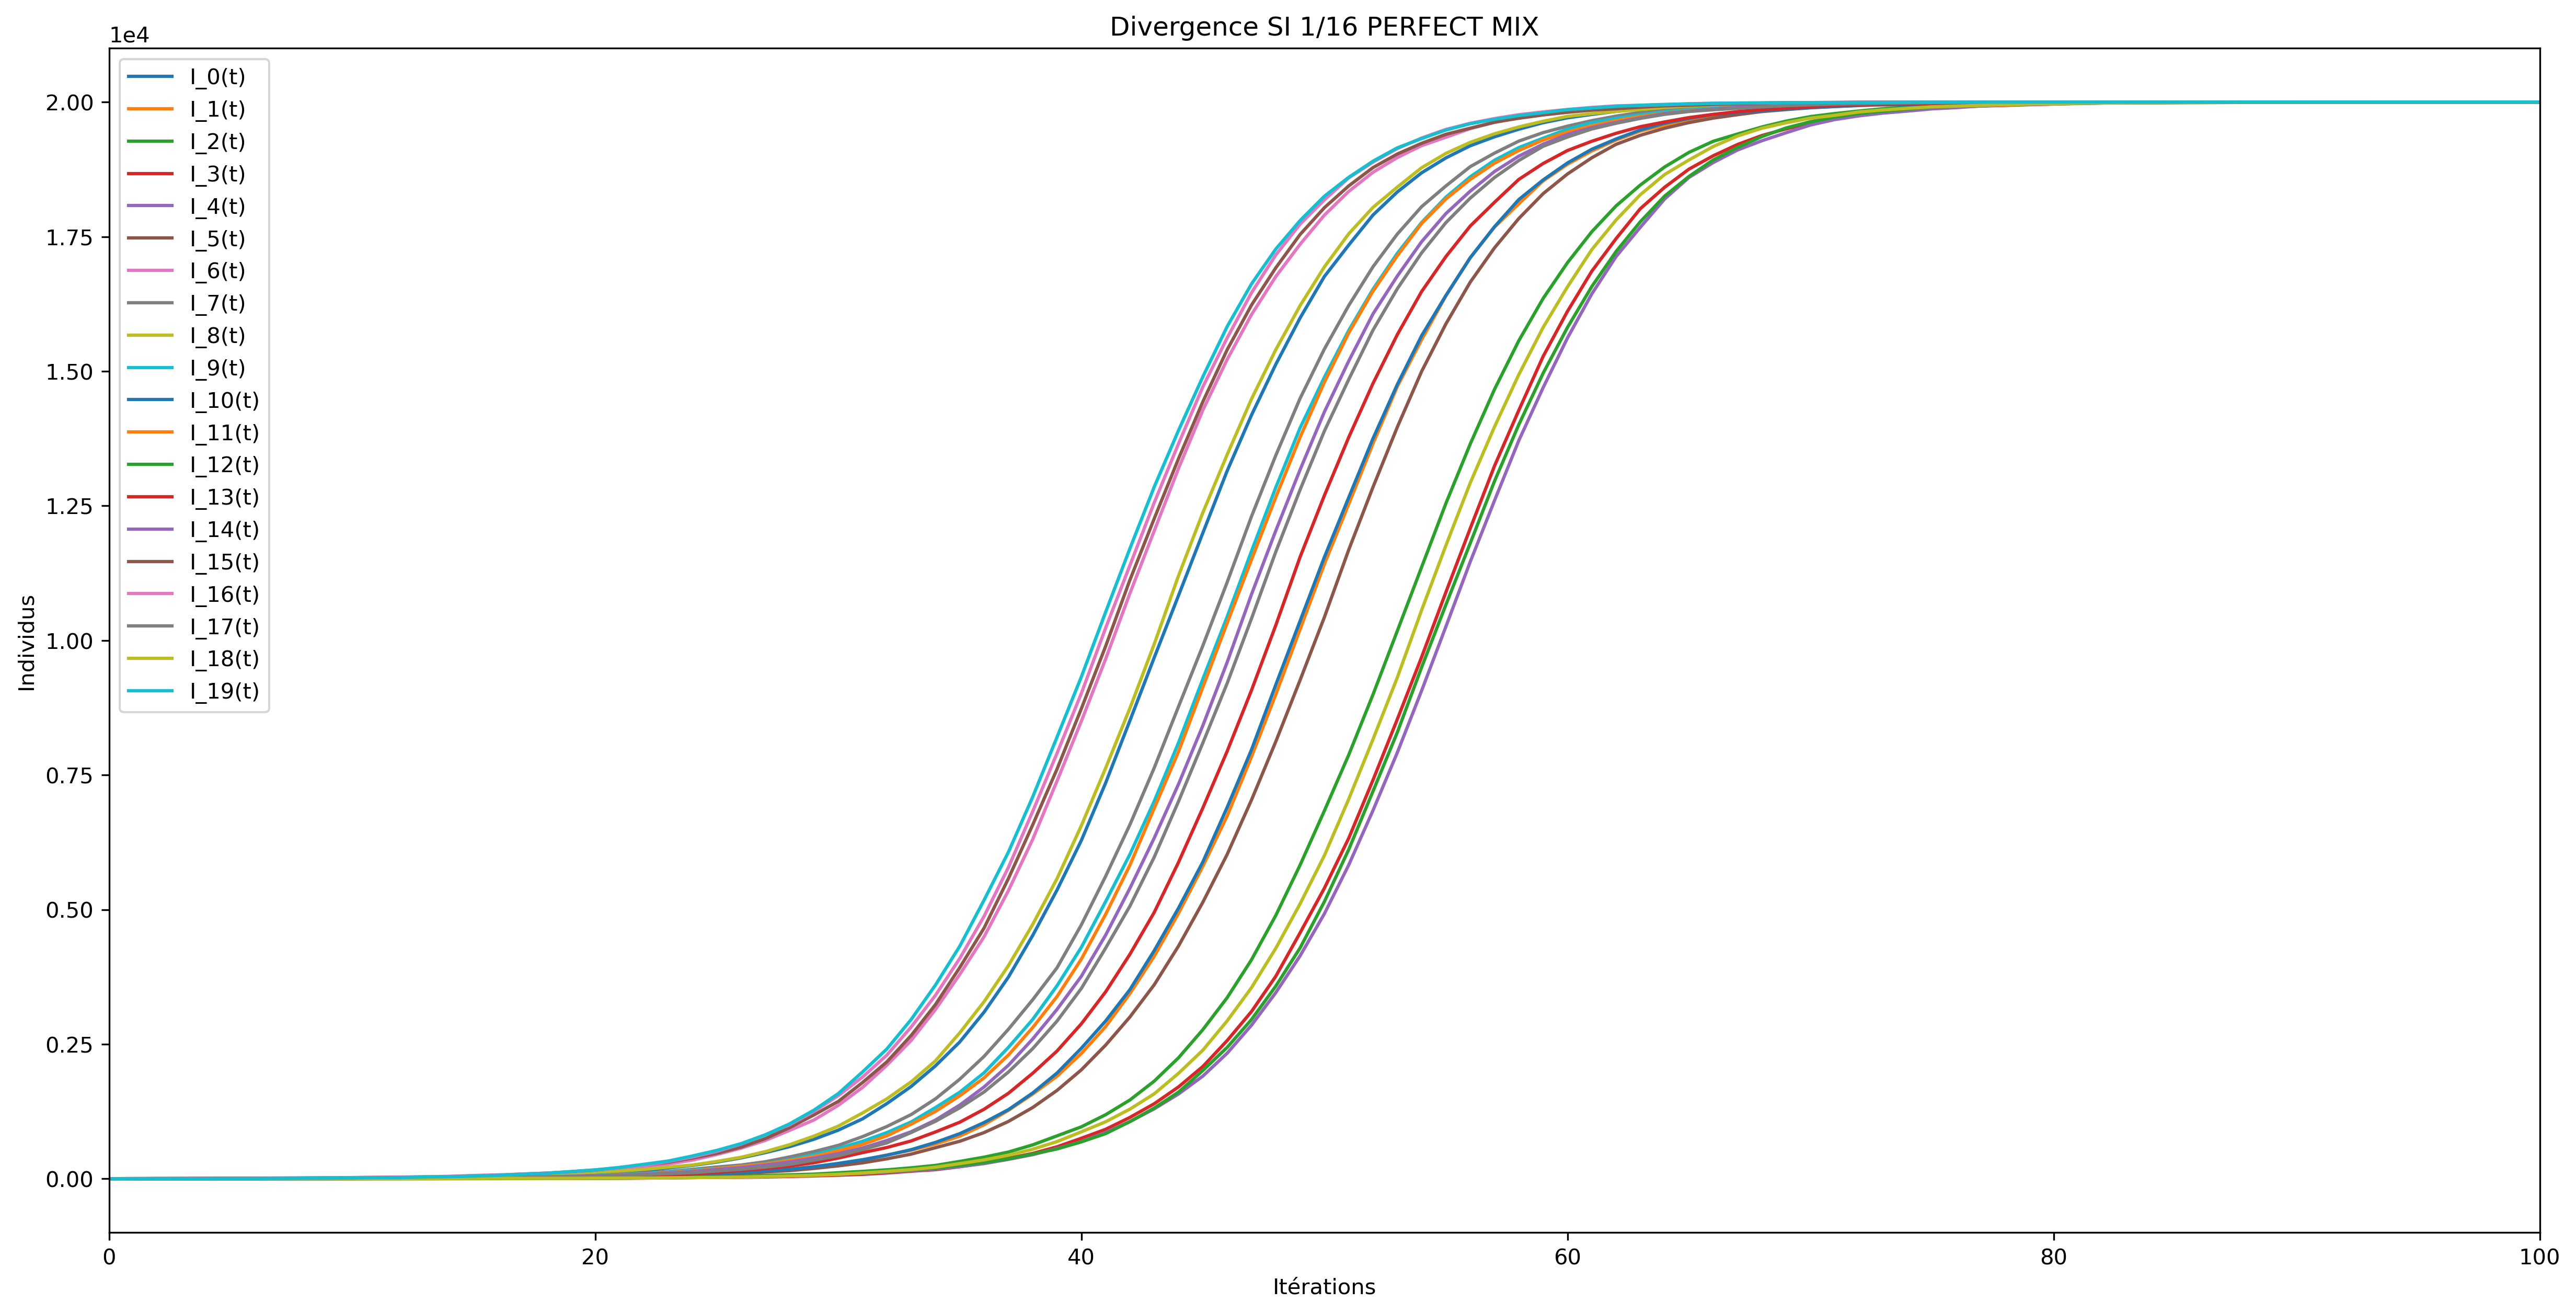 Divergence SI 1/16 PERFECT MIX
1e4
I_0(t)
I_1(t)
I_2(t)
I_3(t)
I_4(t)
I_5(t)
I_6(t)
I_7(t)
I_8(t)
I_9(t)
I_10(t)
I_11(t)
I_12(t)
I_13(t)
I_14(t)
I_15(t)
I_16(t)
I_17(t)
I_18(t)
I_19(t)
2.00
1.75
1.50
1.25
1.00
0.75
0.50
0.25
0.00
Individus
0 20 40 60 80 100
Itérations